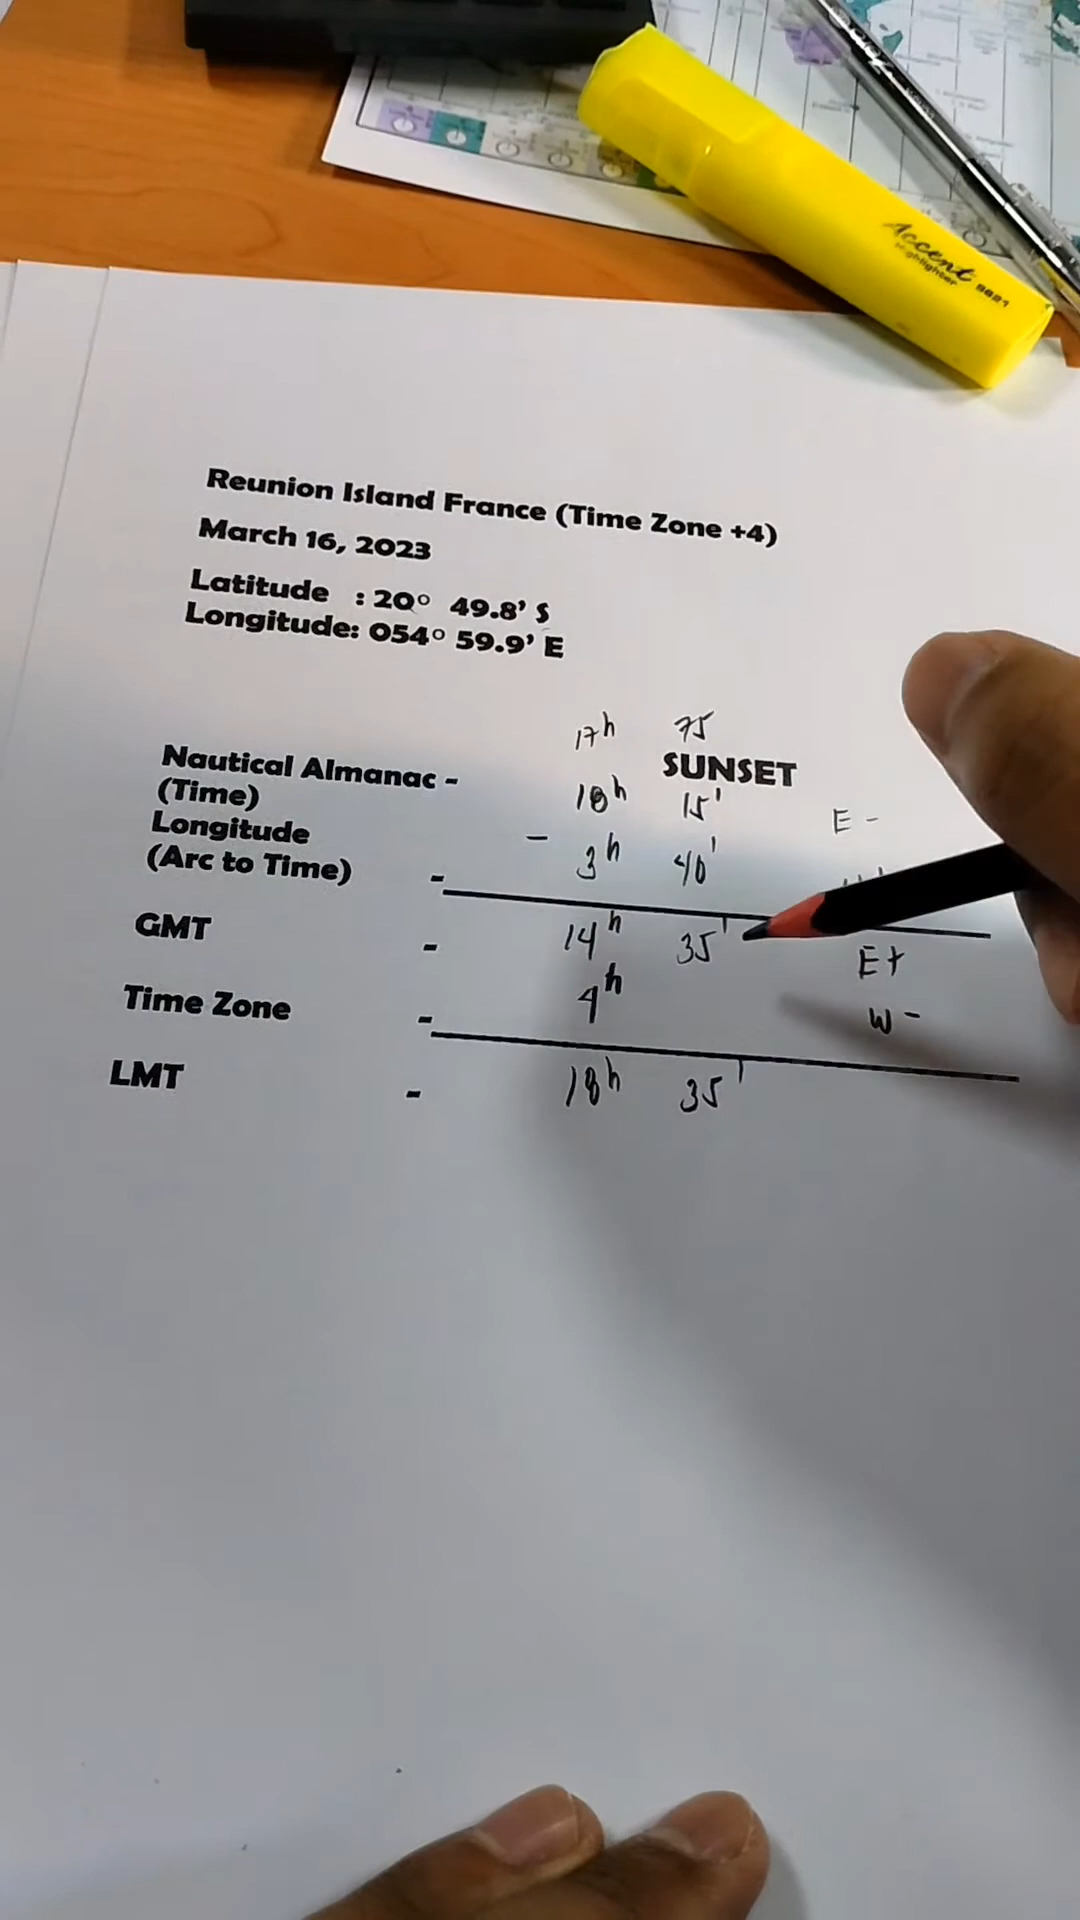 Accent
Highlighter
Reunion Island France (Time Zone +4)
March 16, 2023
Latitude : 20° 49.8' S
Longitude: 054° 59.9' E
17h 75
SUNSET
Nautical Almanac -
(Time)
18h 15'
E -
Longitude
(Arc to Time) -
- 3h 40'
GMT - 14h 35'
E+
Time Zone - 4h
W -
LMT - 18h 35'